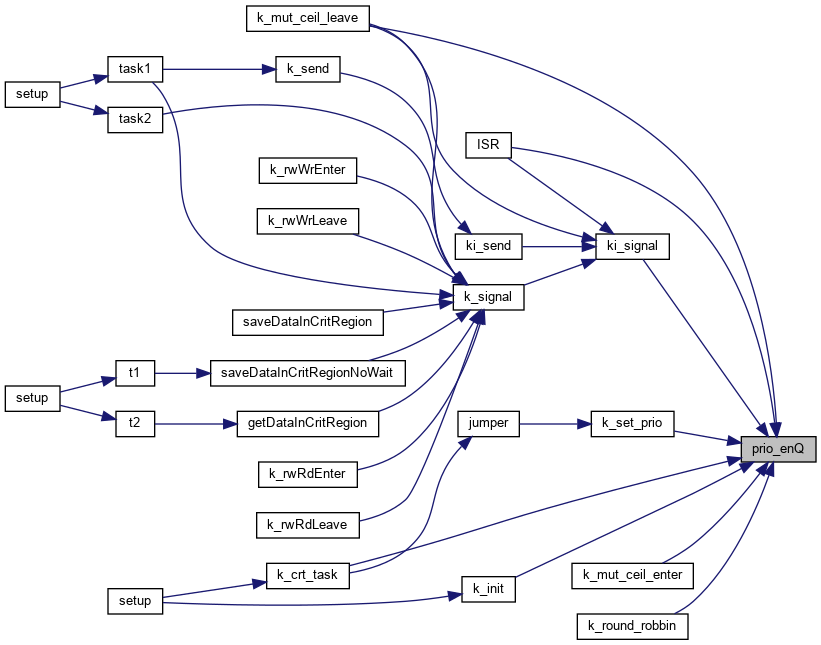 k_mut_ceil_leave
task1
k_send
setup
task2
ISR
k_rwWrEnter
k_rwWrLeave
ki_send
ki_signal
k_signal
saveDataInCritRegion
t1
saveDataInCritRegionNoWait
setup
t2
getDataInCritRegion
jumper
k_set_prio
prio_enQ
k_rwRdEnter
k_rwRdLeave
k_crt_task
k_mut_ceil_enter
k_init
setup
k_round_robbin